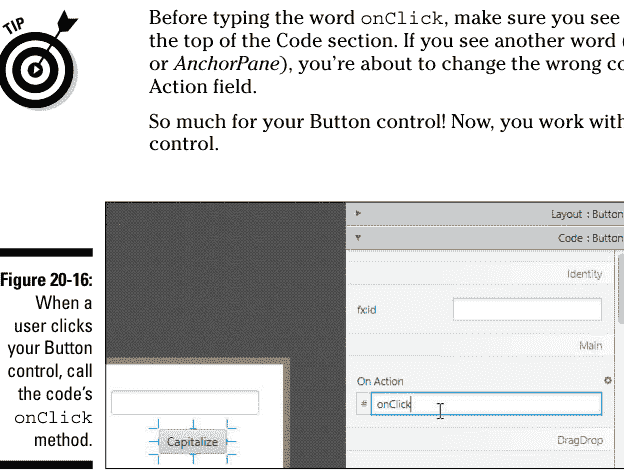 TIP
Before typing the word onClick, make sure you see
the top of the Code section. If you see another word (
or AnchorPane), you're about to change the wrong co
Action field.
So much for your Button control! Now, you work with
control.
Figure 20-16:
When a
user clicks
your Button
control, call
the code's
onClick
method.
Layout : Button
Code : Button
Identity
fx:id
Main
On Action
# onClick
DragDrop
Capitalize